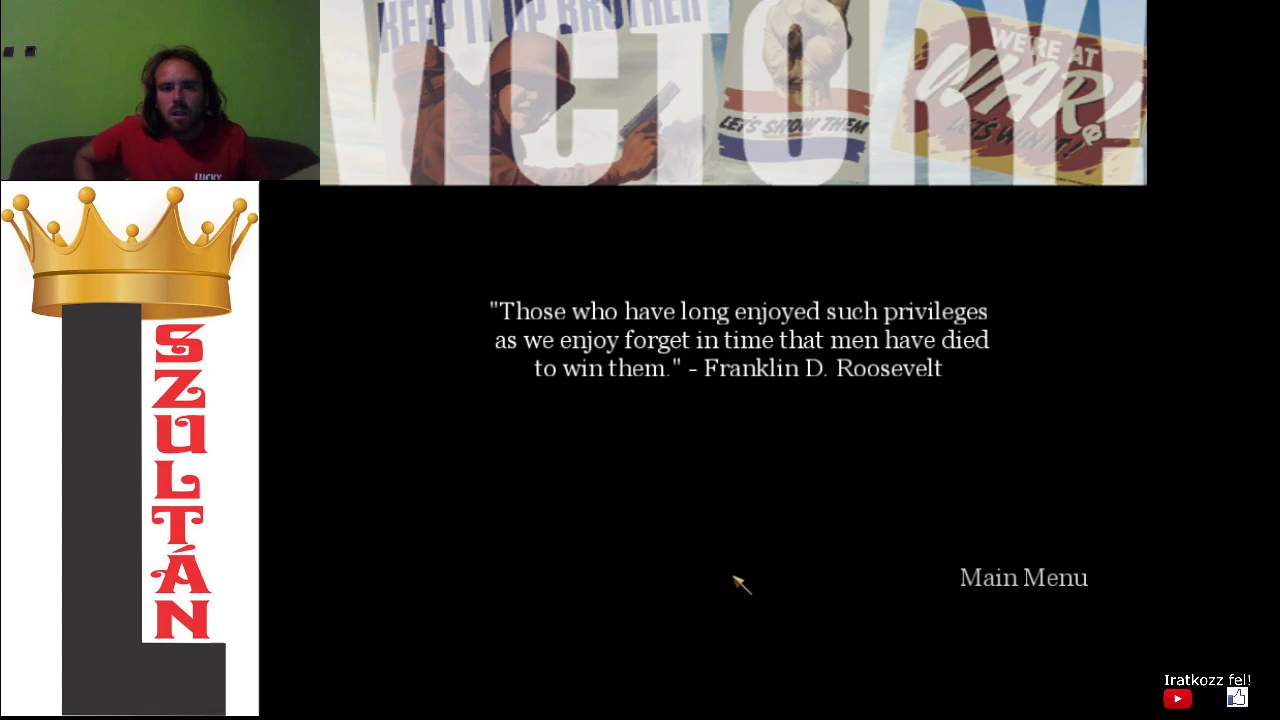 KEEP IT UP BROTHER
VICTORY
LET'S SHOW THEM
WE'RE AT
WAR!
LET'S WIN IT!
LUCKY
L
SZULTÁN
"Those who have long enjoyed such privileges
as we enjoy forget in time that men have died
to win them." - Franklin D. Roosevelt
Main Menu
Iratkozz fel!